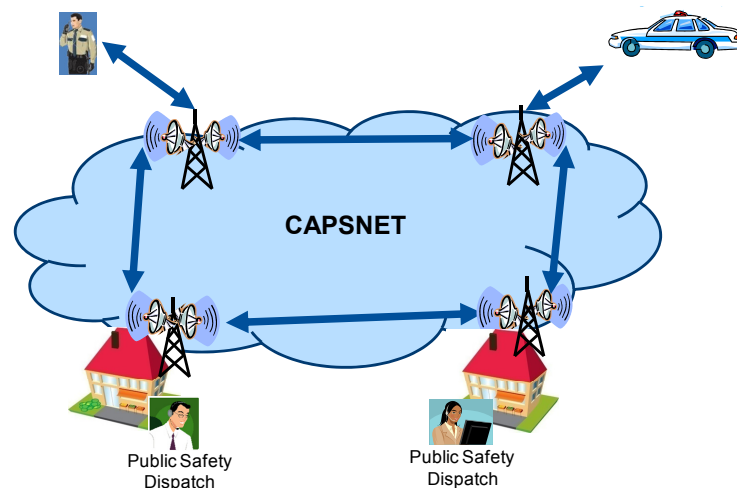 CAPSNET
Public Safety
Dispatch
Public Safety
Dispatch